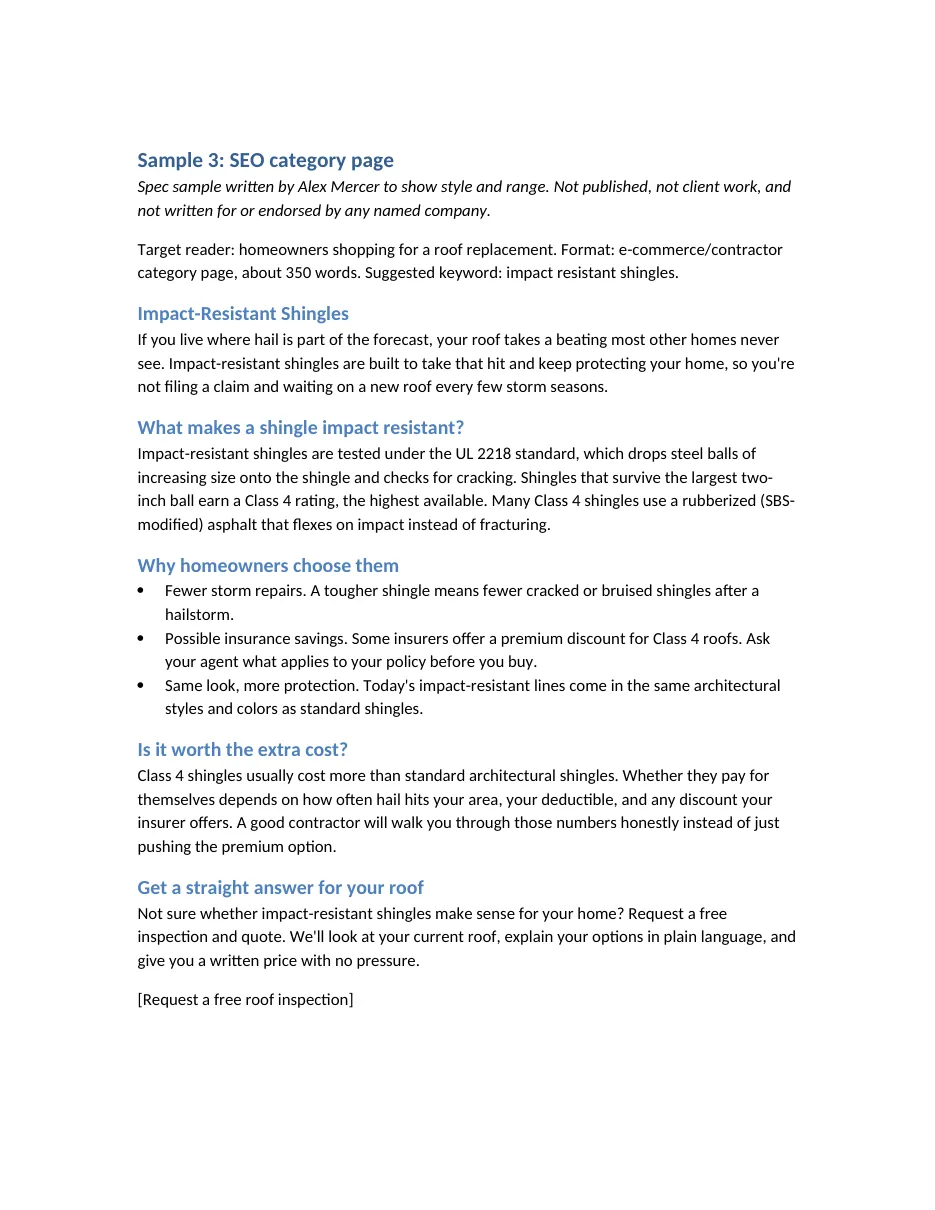 Sample 3: SEO category page
Spec sample written by Alex Mercer to show style and range. Not published, not client work, and
not written for or endorsed by any named company.
Target reader: homeowners shopping for a roof replacement. Format: e-commerce/contractor
category page, about 350 words. Suggested keyword: impact resistant shingles.
Impact-Resistant Shingles
If you live where hail is part of the forecast, your roof takes a beating most other homes never
see. Impact-resistant shingles are built to take that hit and keep protecting your home, so you're
not filing a claim and waiting on a new roof every few storm seasons.
What makes a shingle impact resistant?
Impact-resistant shingles are tested under the UL 2218 standard, which drops steel balls of
increasing size onto the shingle and checks for cracking. Shingles that survive the largest two-
inch ball earn a Class 4 rating, the highest available. Many Class 4 shingles use a rubberized (SBS-
modified) asphalt that flexes on impact instead of fracturing.
Why homeowners choose them
• Fewer storm repairs. A tougher shingle means fewer cracked or bruised shingles after a
hailstorm.
• Possible insurance savings. Some insurers offer a premium discount for Class 4 roofs. Ask
your agent what applies to your policy before you buy.
• Same look, more protection. Today's impact-resistant lines come in the same architectural
styles and colors as standard shingles.
Is it worth the extra cost?
Class 4 shingles usually cost more than standard architectural shingles. Whether they pay for
themselves depends on how often hail hits your area, your deductible, and any discount your
insurer offers. A good contractor will walk you through those numbers honestly instead of just
pushing the premium option.
Get a straight answer for your roof
Not sure whether impact-resistant shingles make sense for your home? Request a free
inspection and quote. We'll look at your current roof, explain your options in plain language, and
give you a written price with no pressure.
[Request a free roof inspection]